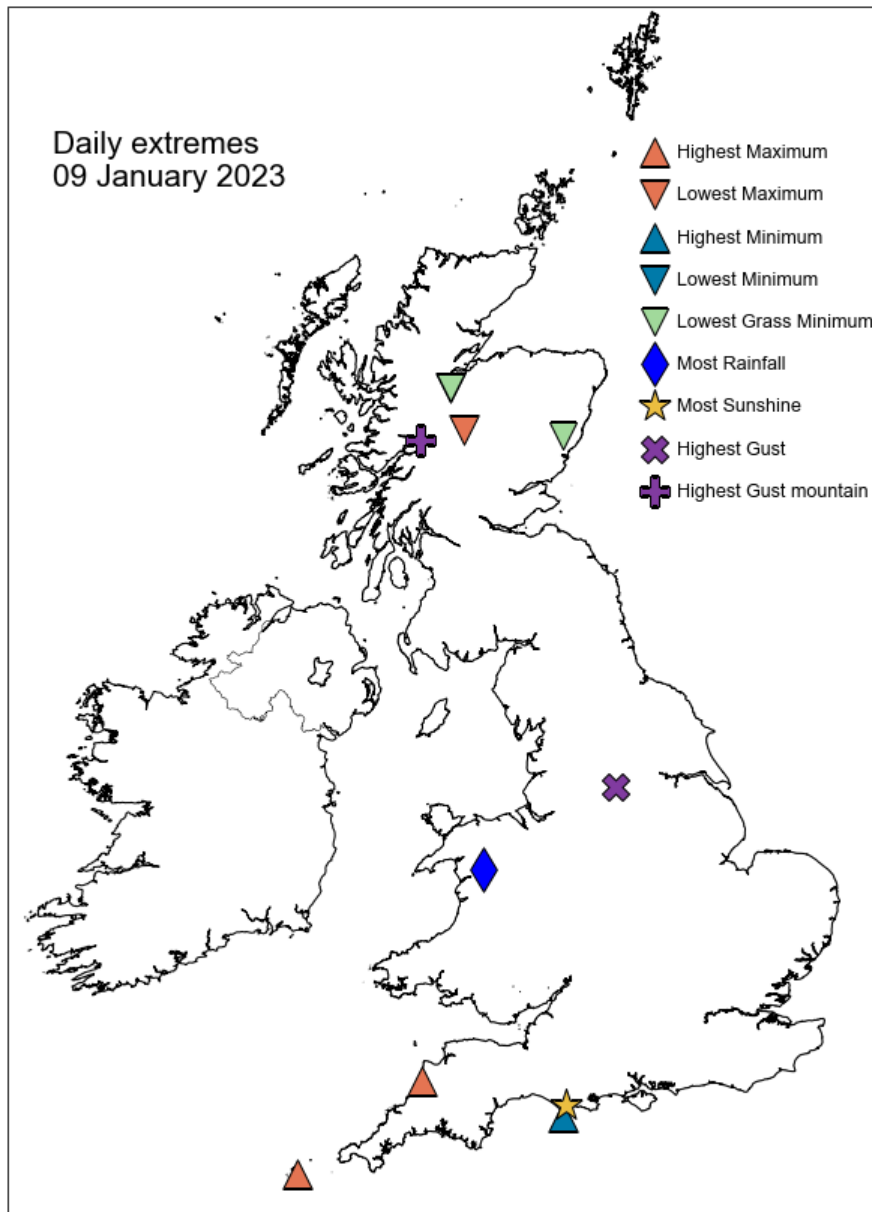 Daily extremes
09 January 2023
Highest Maximum
Lowest Maximum
Highest Minimum
Lowest Minimum
Lowest Grass Minimum
Most Rainfall
Most Sunshine
Highest Gust
Highest Gust mountain